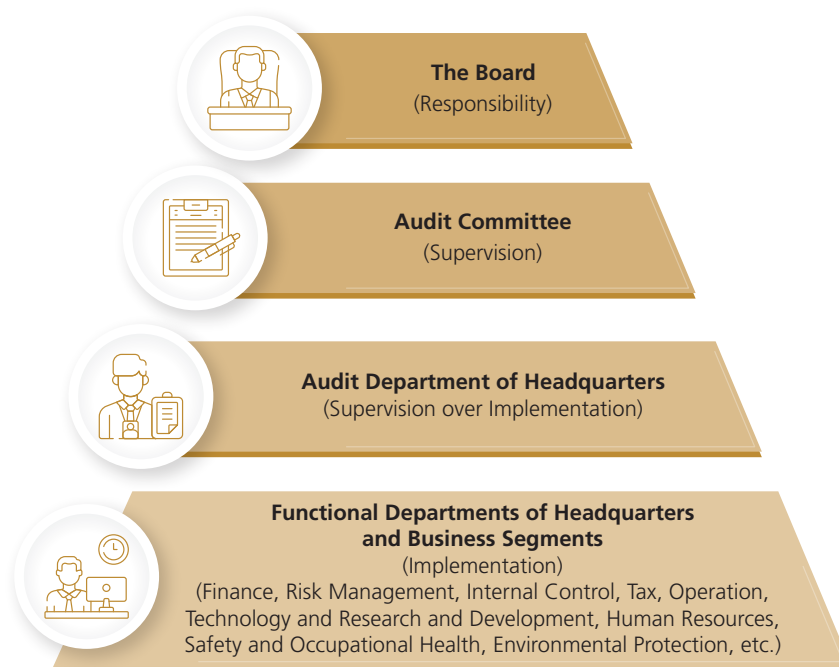 The Board
(Responsibility)
Audit Committee
(Supervision)
Audit Department of Headquarters
(Supervision over Implementation)
Functional Departments of Headquarters
and Business Segments
(Implementation)
(Finance, Risk Management, Internal Control, Tax, Operation,
Technology and Research and Development, Human Resources,
Safety and Occupational Health, Environmental Protection, etc.)